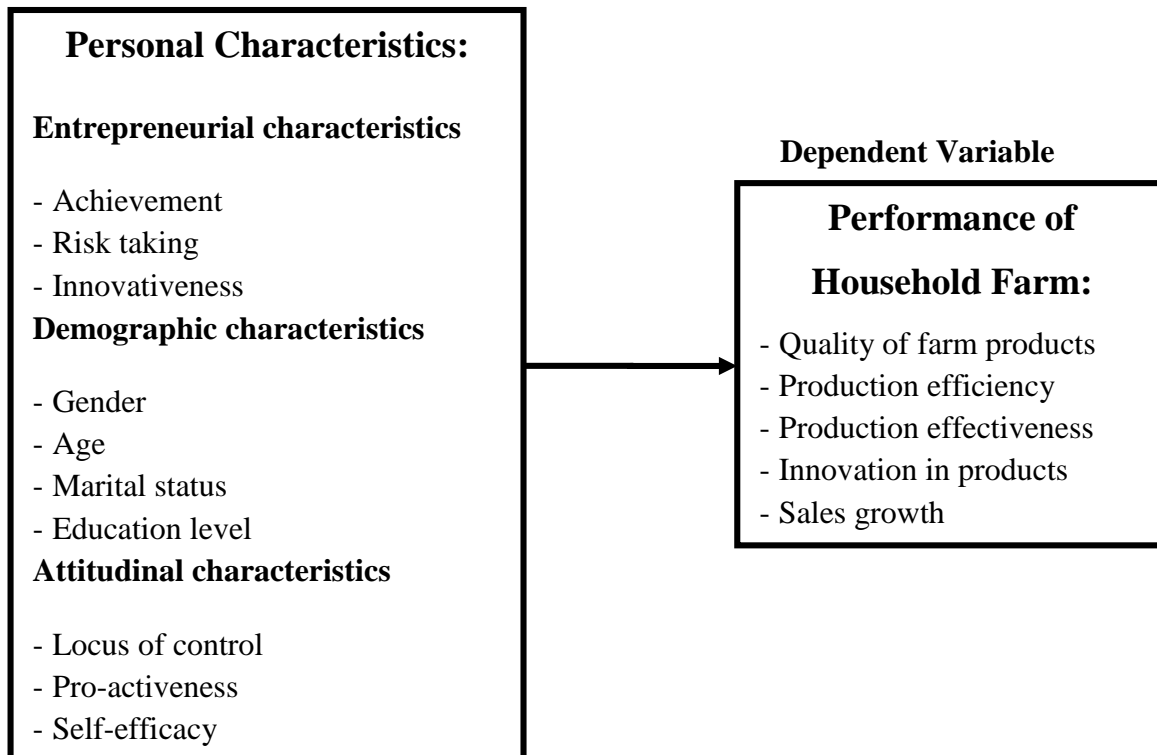 Personal Characteristics:
Entrepreneurial characteristics
- Achievement
- Risk taking
- Innovativeness
Demographic characteristics
- Gender
- Age
- Marital status
- Education level
Attitudinal characteristics
- Locus of control
- Pro-activeness
- Self-efficacy
Dependent Variable
Performance of
Household Farm:
- Quality of farm products
- Production efficiency
- Production effectiveness
- Innovation in products
- Sales growth